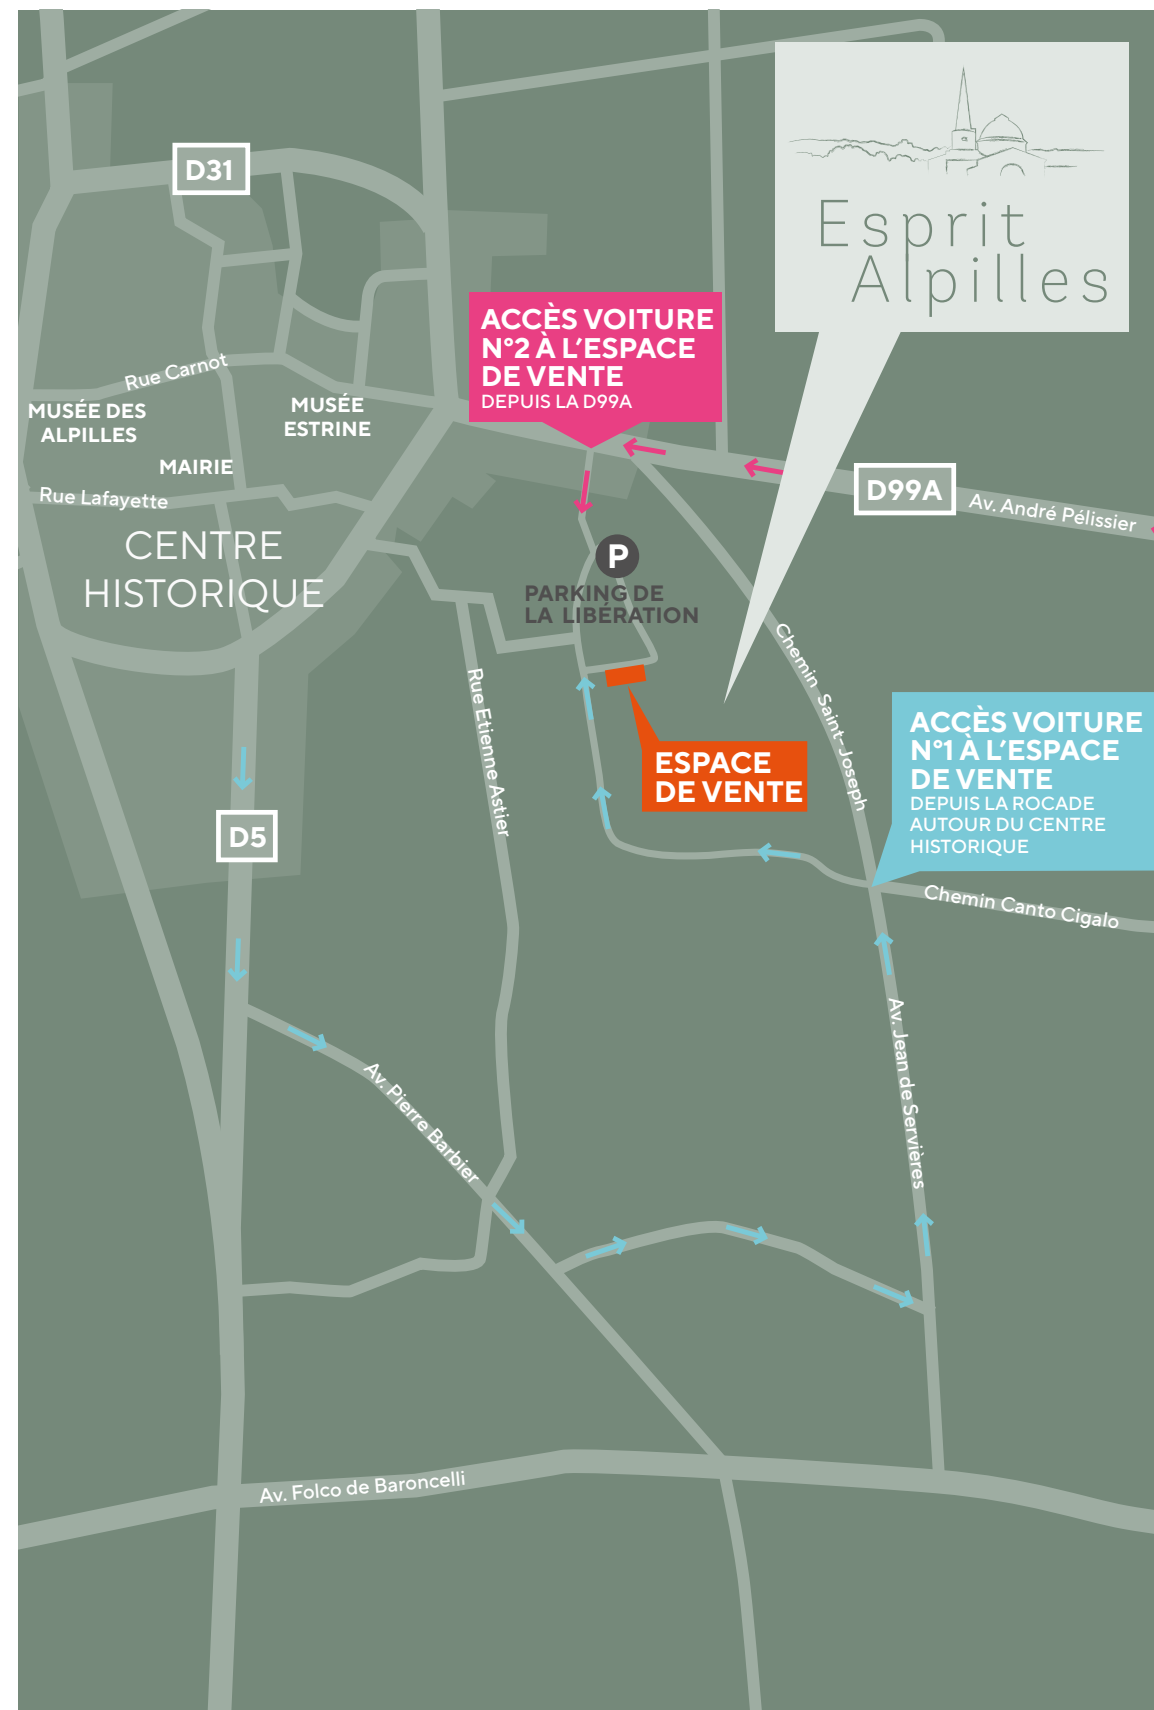 D31
Esprit
Alpilles
ACCÈS VOITURE
N°2 À L'ESPACE
DE VENTE
DEPUIS LA D99A
Rue Carnot
MUSÉE DES
ALPILLES
MUSÉE
ESTRINE
MAIRIE
Rue Lafayette
D99A
Av. André Pélissier
CENTRE
HISTORIQUE
P
PARKING DE
LA LIBÉRATION
Chemin Saint-Joseph
Rue Etienne Astier
ESPACE
DE VENTE
ACCÈS VOITURE
N°1 À L'ESPACE
DE VENTE
DEPUIS LA ROCADE
AUTOUR DU CENTRE
HISTORIQUE
D5
Chemin Canto Cigalo
Av. Jean de Servières
Av. Pierre Barbier
Av. Folco de Baroncelli